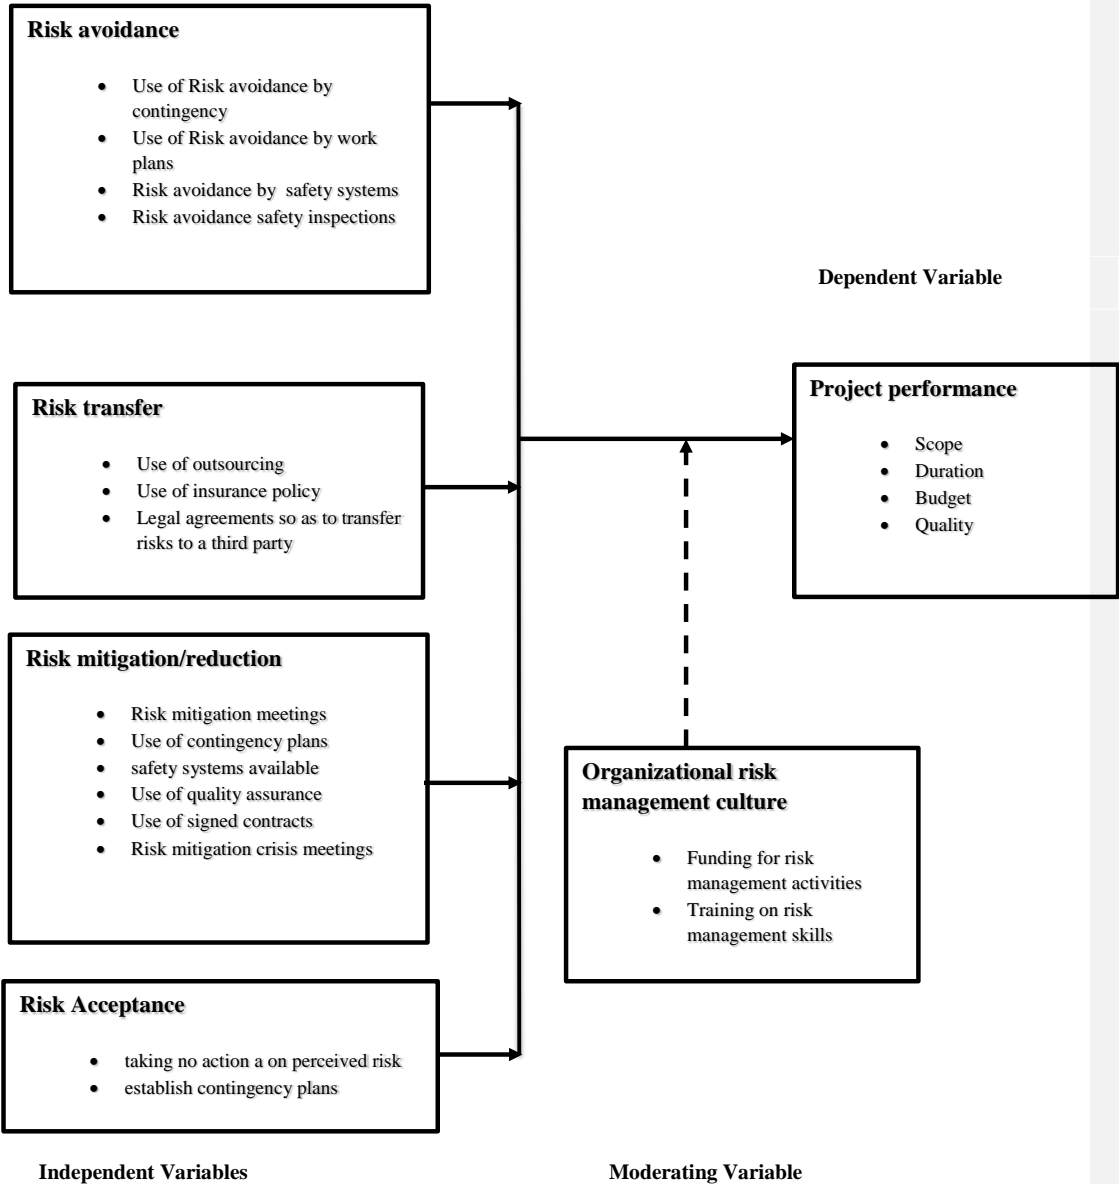 Risk avoidance
• Use of Risk avoidance by
contingency
• Use of Risk avoidance by work
plans
• Risk avoidance by  safety systems
• Risk avoidance safety inspections
Dependent Variable
Risk transfer
• Use of outsourcing
• Use of insurance policy
• Legal agreements so as to transfer
risks to a third party
Project performance
• Scope
• Duration
• Budget
• Quality
Risk mitigation/reduction
• Risk mitigation meetings
• Use of contingency plans
• safety systems available
• Use of quality assurance
• Use of signed contracts
• Risk mitigation crisis meetings
Organizational risk
management culture
• Funding for risk
management activities
• Training on risk
management skills
Risk Acceptance
• taking no action a on perceived risk
• establish contingency plans
Independent Variables
Moderating Variable